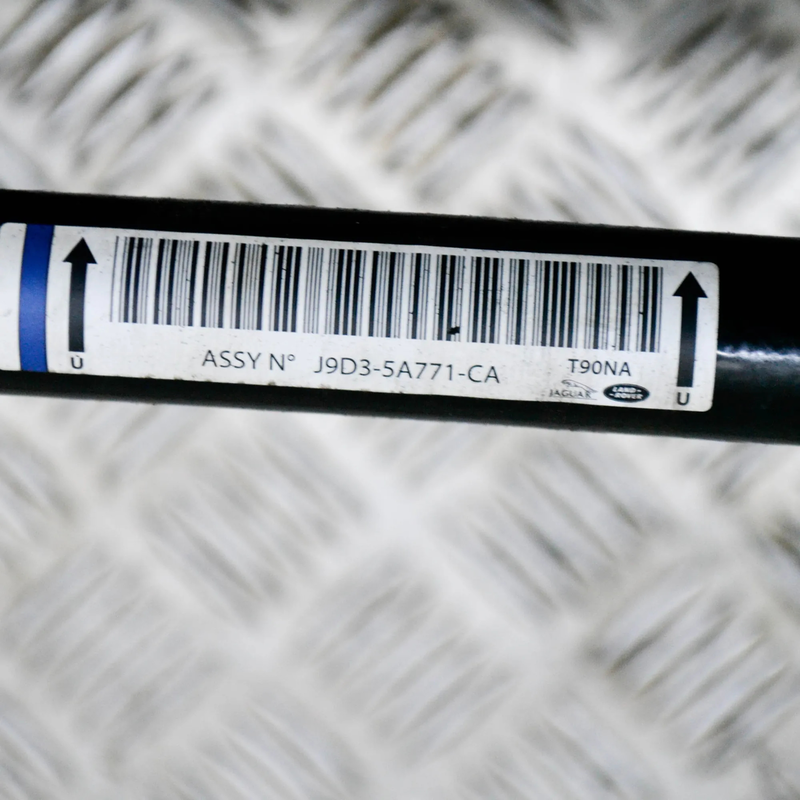 ASSY N° J9D3-5A771-CA
T90NA
JAGUAR
LAND-
-ROVER
U
U